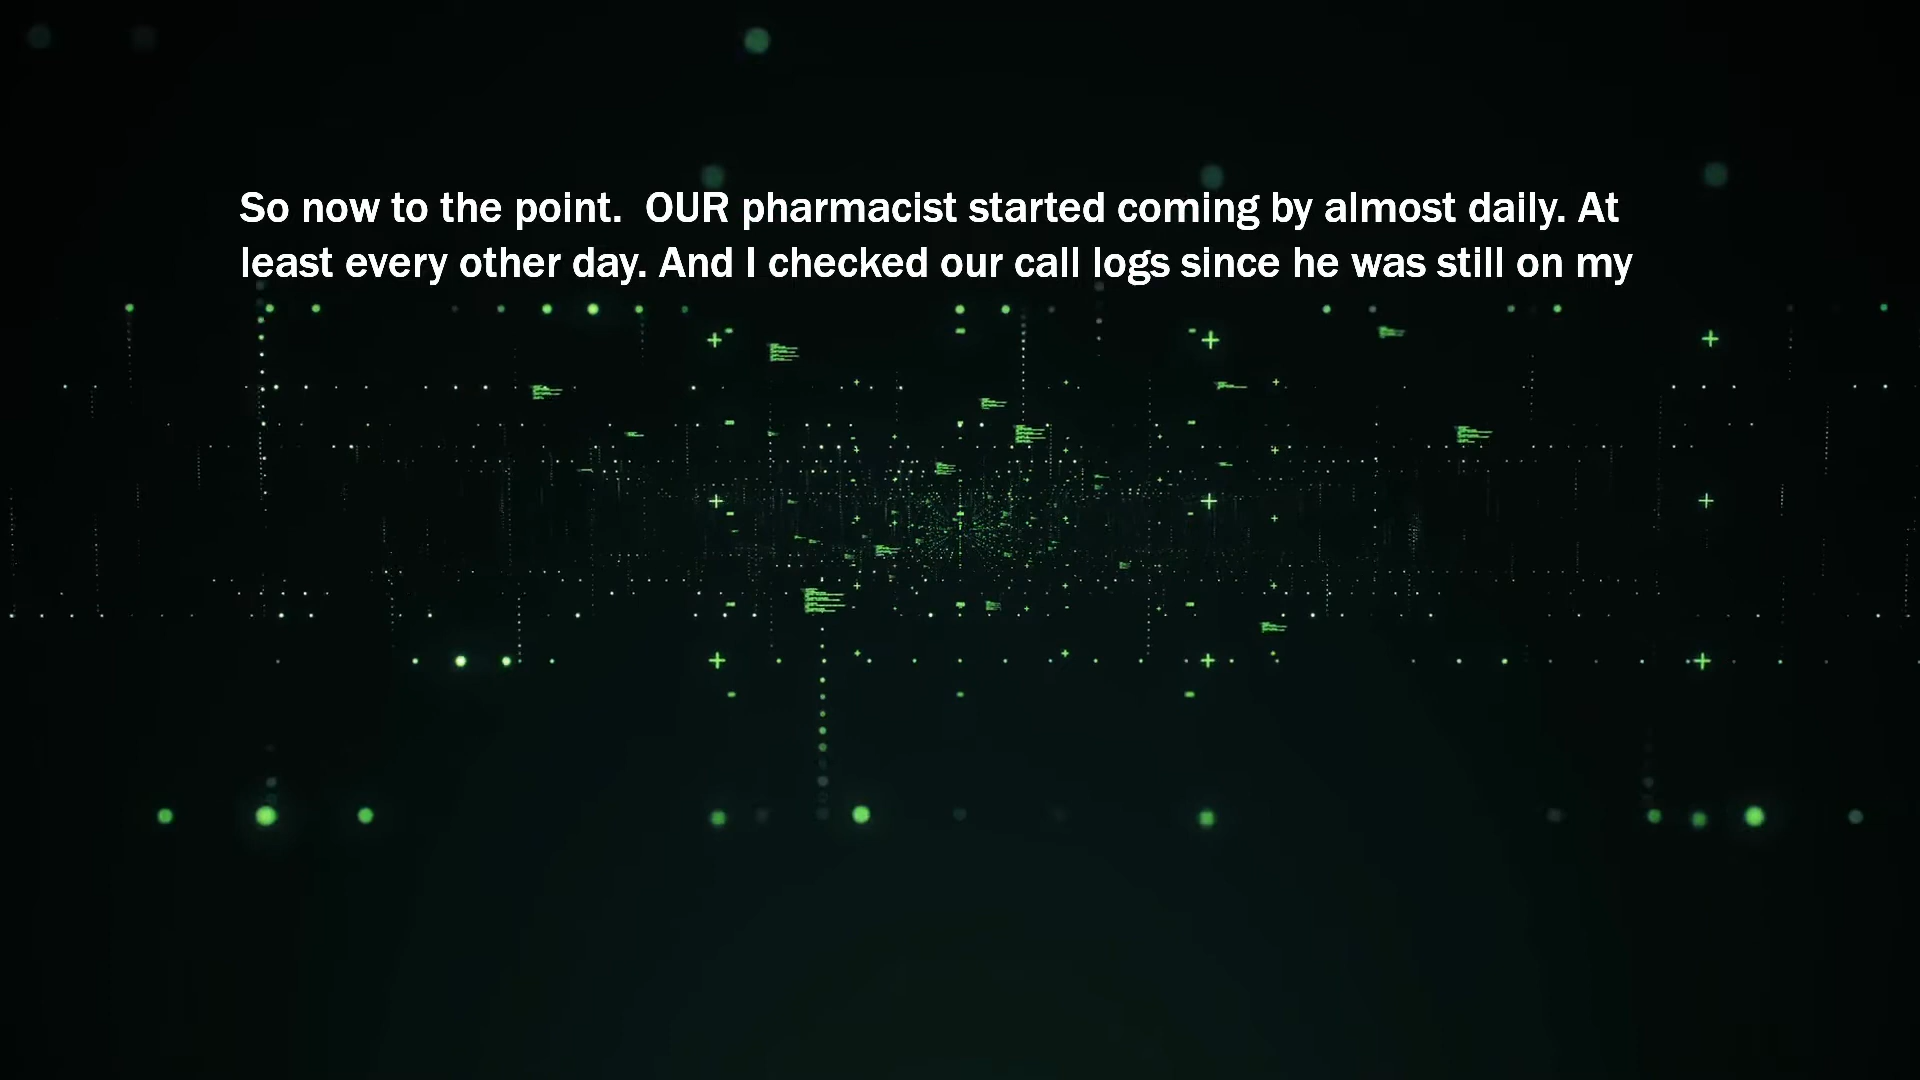 So now to the point.  OUR pharmacist started coming by almost daily. At
least every other day. And I checked our call logs since he was still on my